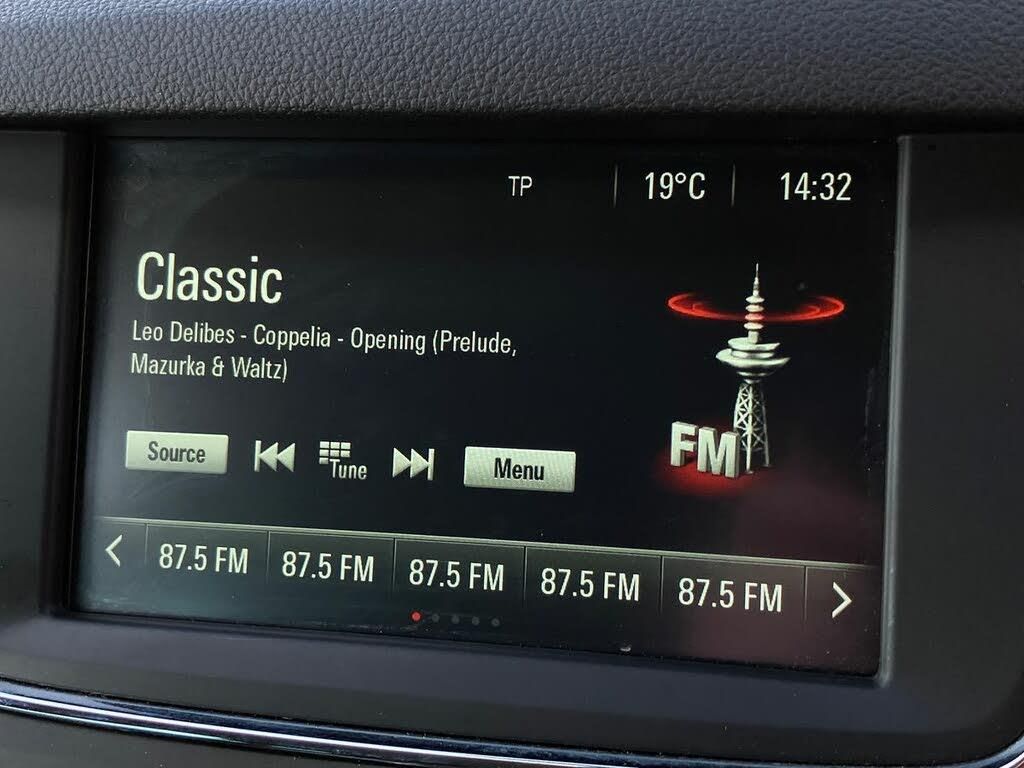 TP 19°C 14:32
Classic
Leo Delibes - Coppelia - Opening (Prelude,
Mazurka & Waltz)
Source Tune Menu
FM
87.5 FM 87.5 FM 87.5 FM 87.5 FM 87.5 FM